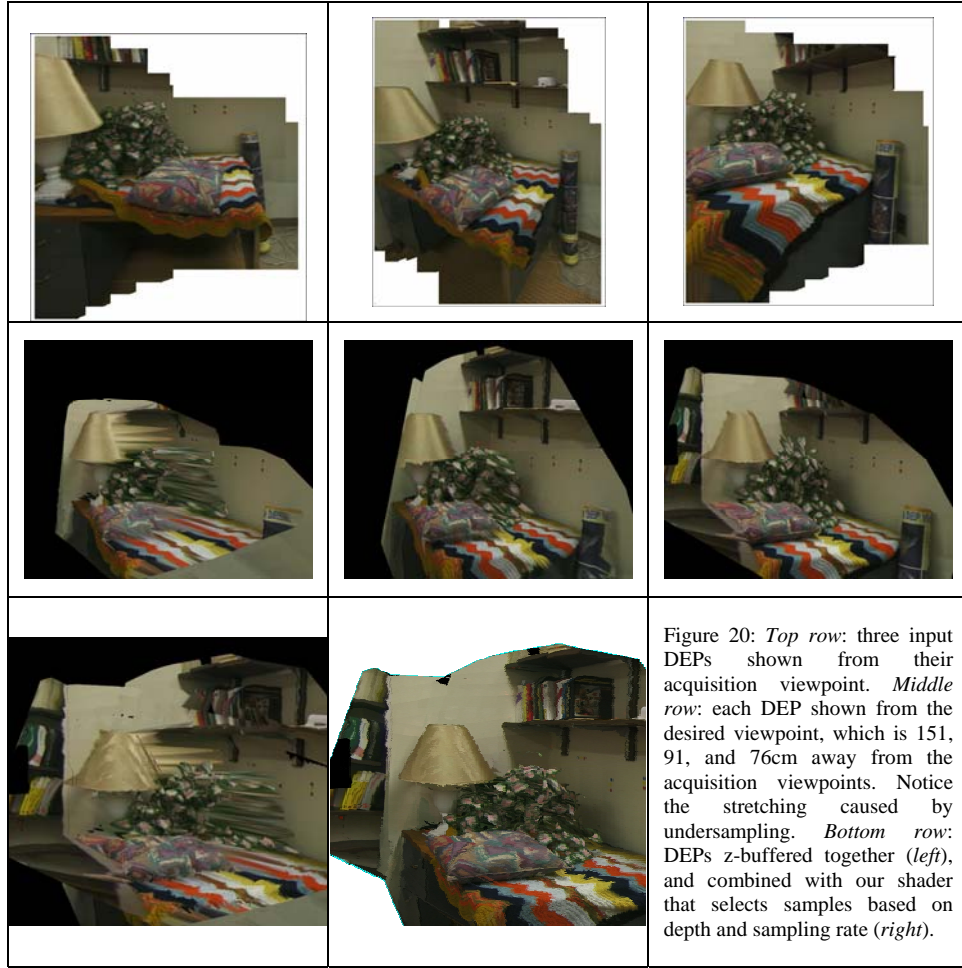 DEP
DEP
Figure 20: Top row: three input
DEPs shown from their
acquisition viewpoint. Middle
row: each DEP shown from the
desired viewpoint, which is 151,
91, and 76cm away from the
acquisition viewpoints. Notice
the stretching caused by
undersampling. Bottom row:
DEPs z-buffered together (left),
and combined with our shader
that selects samples based on
depth and sampling rate (right).